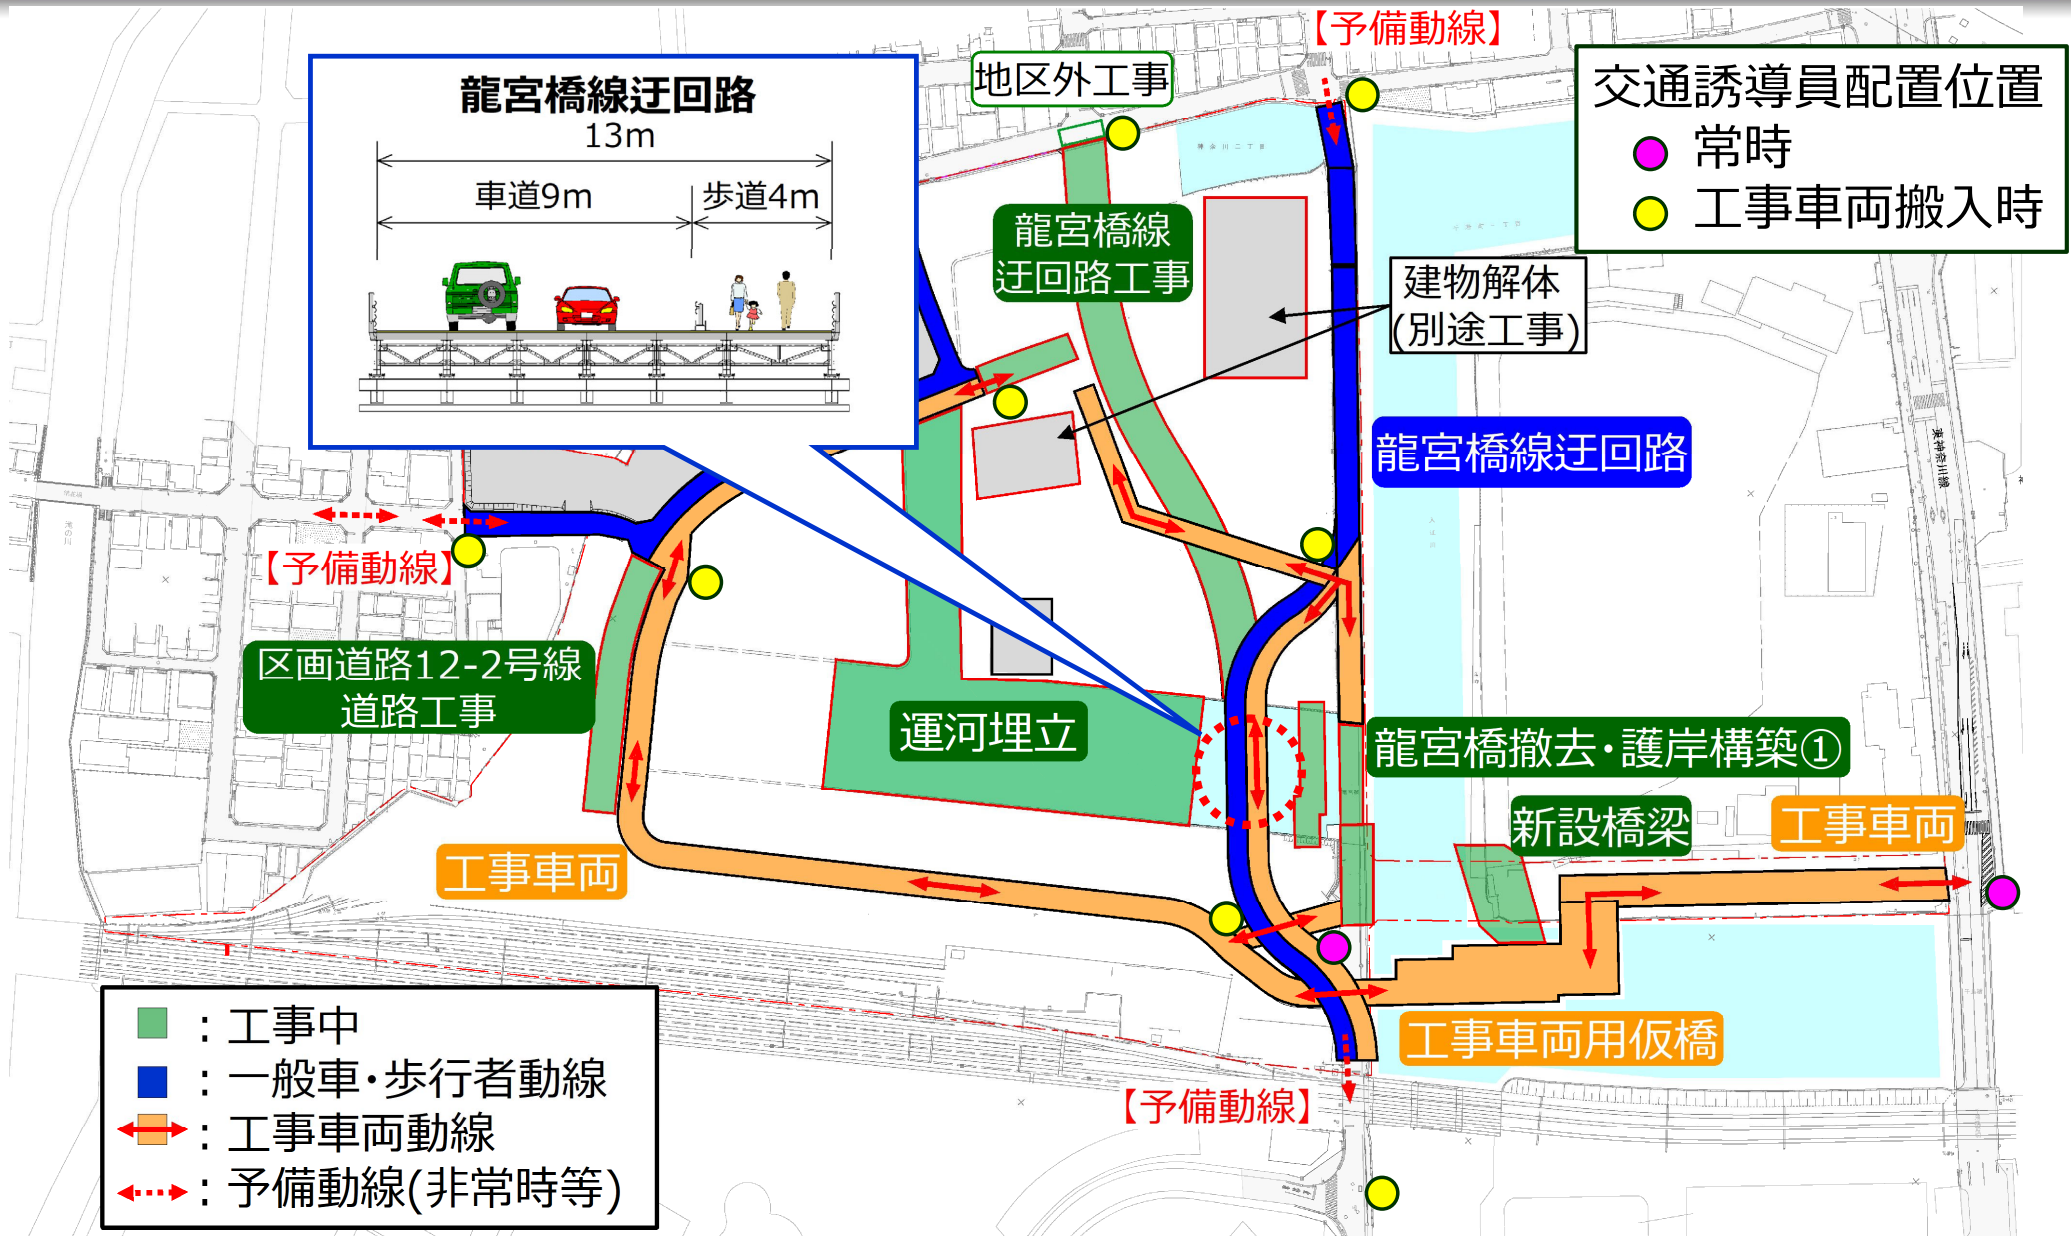 【予備動線】
交通誘導員配置位置
常時
工事車両搬入時
地区外工事
龍宮橋線迂回路
13m
車道9m
歩道4m
龍宮橋線
迂回路工事
建物解体
(別途工事)
龍宮橋線迂回路
東神奈川線
【予備動線】
区画道路12-2号線
道路工事
運河埋立
龍宮橋撤去・護岸構築①
新設橋梁
工事車両
工事車両
工事車両用仮橋
【予備動線】
：工事中
：一般車・歩行者動線
：工事車両動線
：予備動線(非常時等)